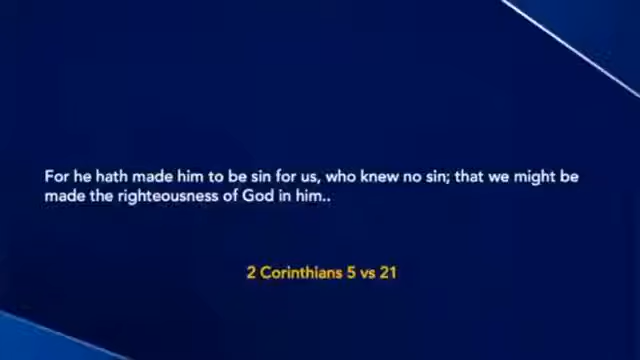 For he hath made him to be sin for us, who knew no sin; that we might be
made the righteousness of God in him..
2 Corinthians 5 vs 21